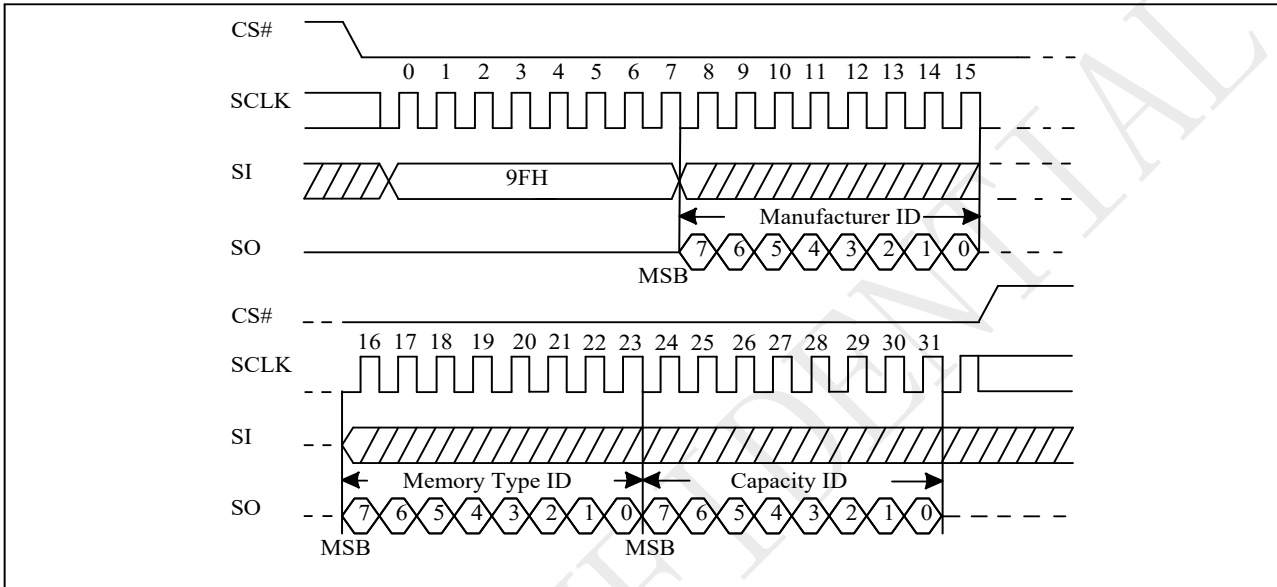 CS#
0 1 2 3 4 5 6 7 8 9 10 11 12 13 14 15
SCLK
SI 9FH
Manufacturer ID
SO 7 6 5 4 3 2 1 0
MSB
CS#
16 17 18 19 20 21 22 23 24 25 26 27 28 29 30 31
SCLK
SI
Memory Type ID Capacity ID
SO 7 6 5 4 3 2 1 0 7 6 5 4 3 2 1 0
MSB MSB